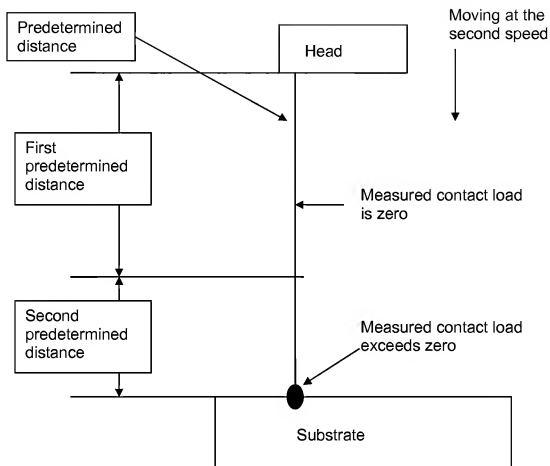 Predetermined
distance
Head
Moving at the
second speed
First
predetermined
distance
Measured contact load
is zero
Second
predetermined
distance
Measured contact load
exceeds zero
Substrate